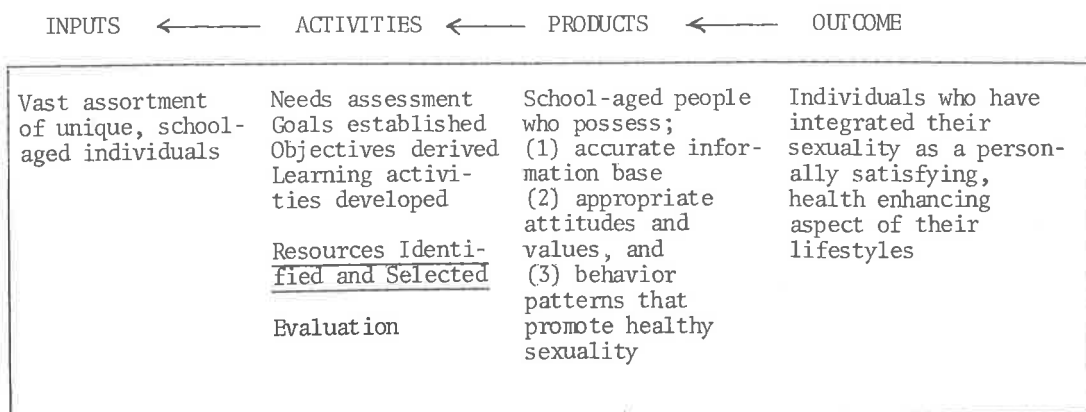 INPUTS ← ACTIVITIES ← PRODUCTS ← OUTCOME
Vast assortment
of unique, school-
aged individuals
Needs assessment
Goals established
Objectives derived
Learning activi-
ties developed
Resources Identi-
fied and Selected
Evaluation
School-aged people
who possess;
(1) accurate infor-
mation base
(2) appropriate
attitudes and
values, and
(3) behavior
patterns that
promote healthy
sexuality
Individuals who have
integrated their
sexuality as a person-
ally satisfying,
health enhancing
aspect of their
lifestyles